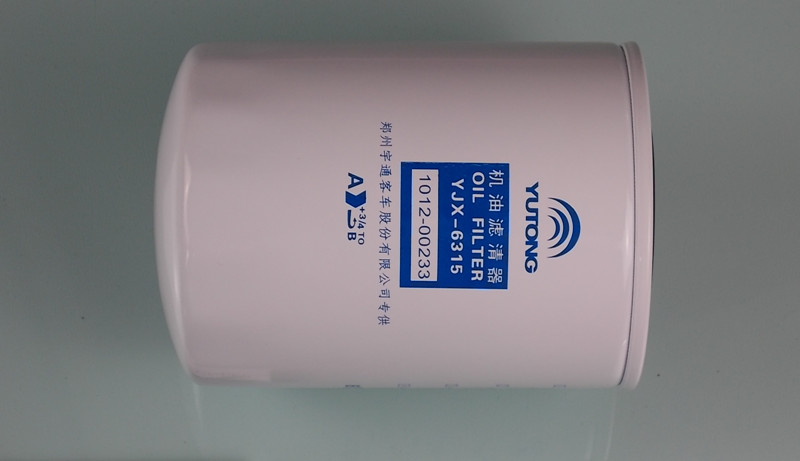 YUTONG
机油滤清器
OIL FILTER
YJX-6315
1012-00233
郑州宇通客车股份有限公司专供
A +3/4 TO B